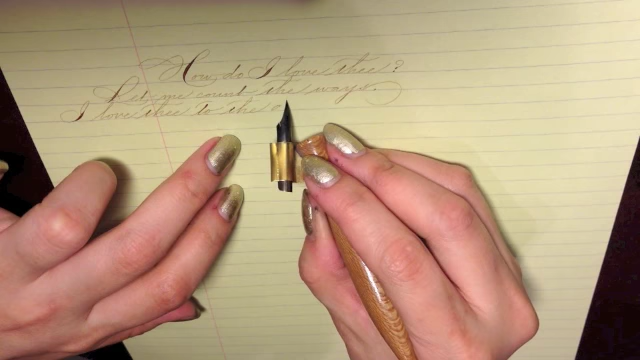 How do I love thee?
Let me count the ways.
I love thee to the